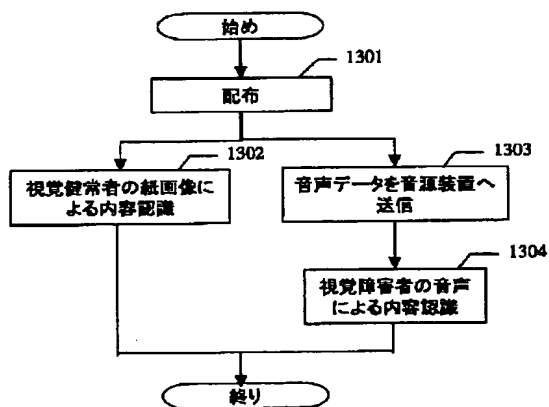 始め
1301
配布
1302
視覚健常者の紙画像に
よる内容認識
1303
音声データを音源装置へ
送信
1304
視覚障害者の音声
による内容認識
終り